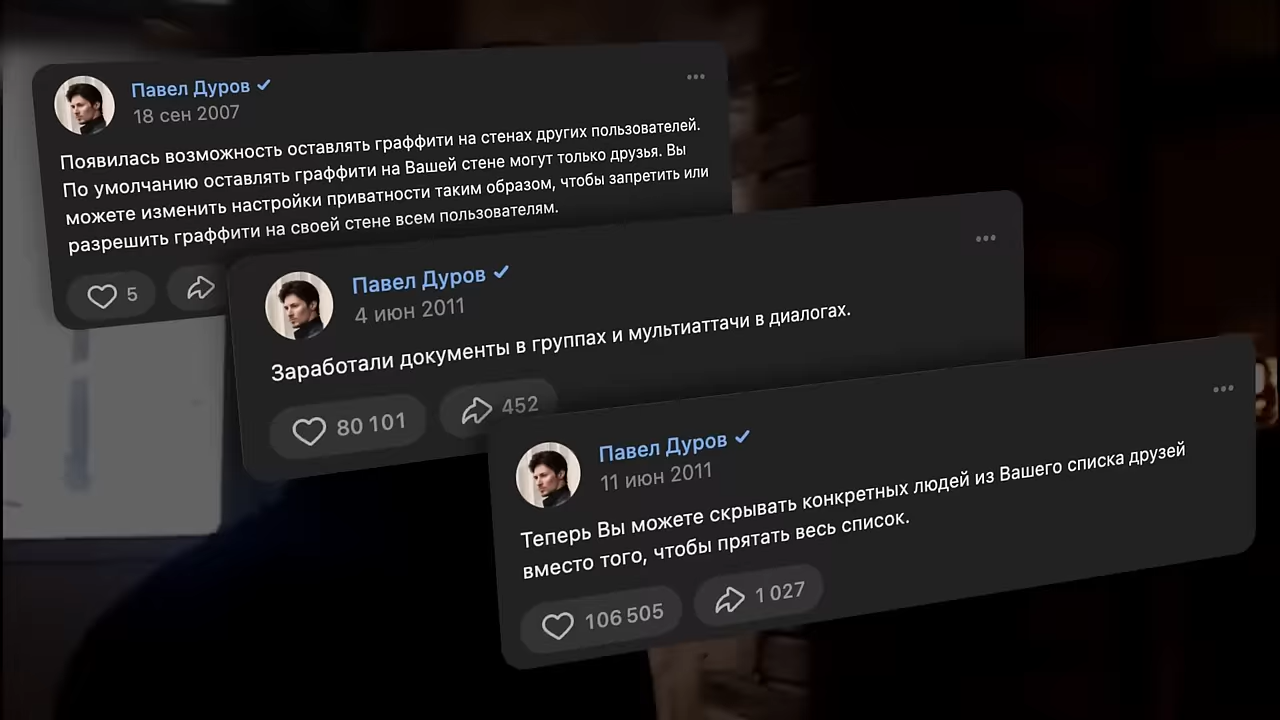 Павел Дуров
18 сен 2007
Появилась возможность оставлять граффити на стенах других пользователей.
По умолчанию оставлять граффити на Вашей стене могут только друзья. Вы
можете изменить настройки приватности таким образом, чтобы запретить или
разрешить граффити на своей стене всем пользователям.
5
Павел Дуров
4 июн 2011
Заработали документы в группах и мультиаттачи в диалогах.
80 101
452
Павел Дуров
11 июн 2011
Теперь Вы можете скрывать конкретных людей из Вашего списка друзей
вместо того, чтобы прятать весь список.
106 505
1 027